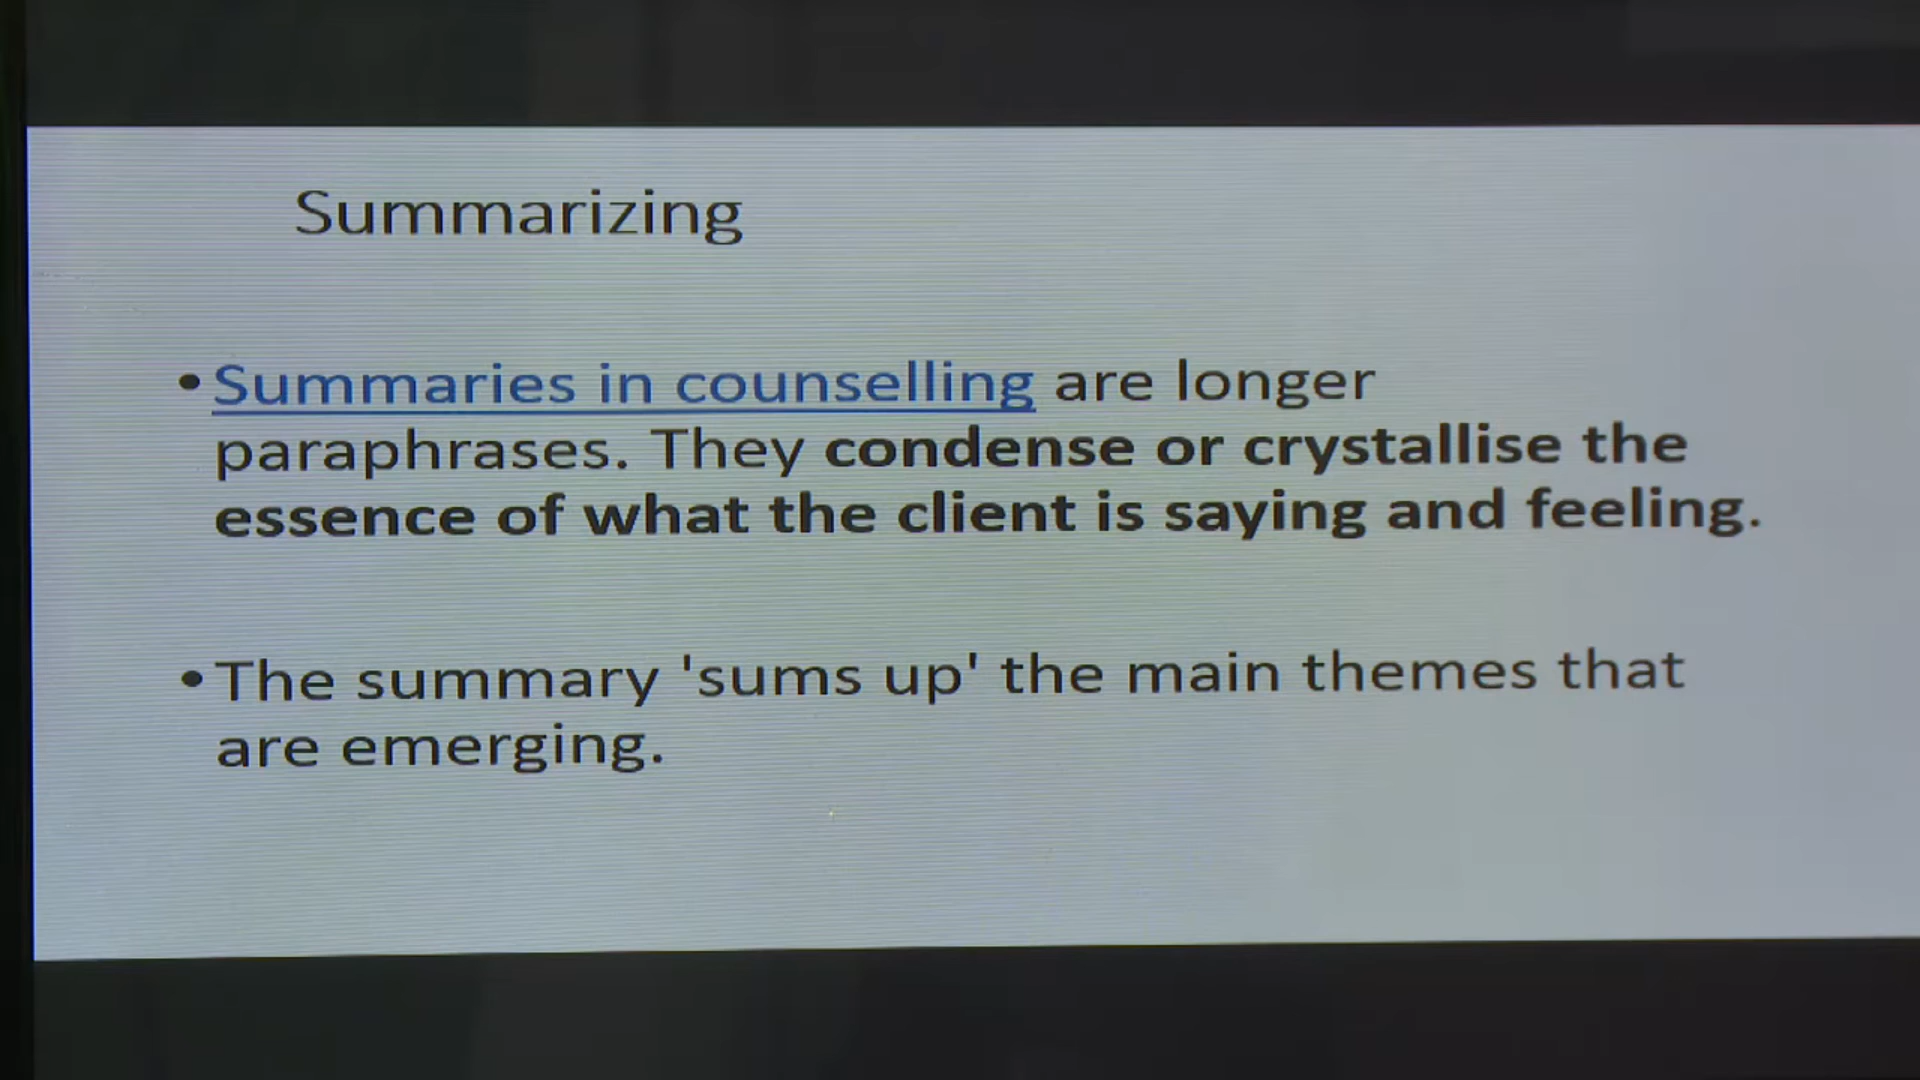 Summarizing
•Summaries in counselling are longer
paraphrases. They condense or crystallise the
essence of what the client is saying and feeling.
•The summary 'sums up' the main themes that
are emerging.